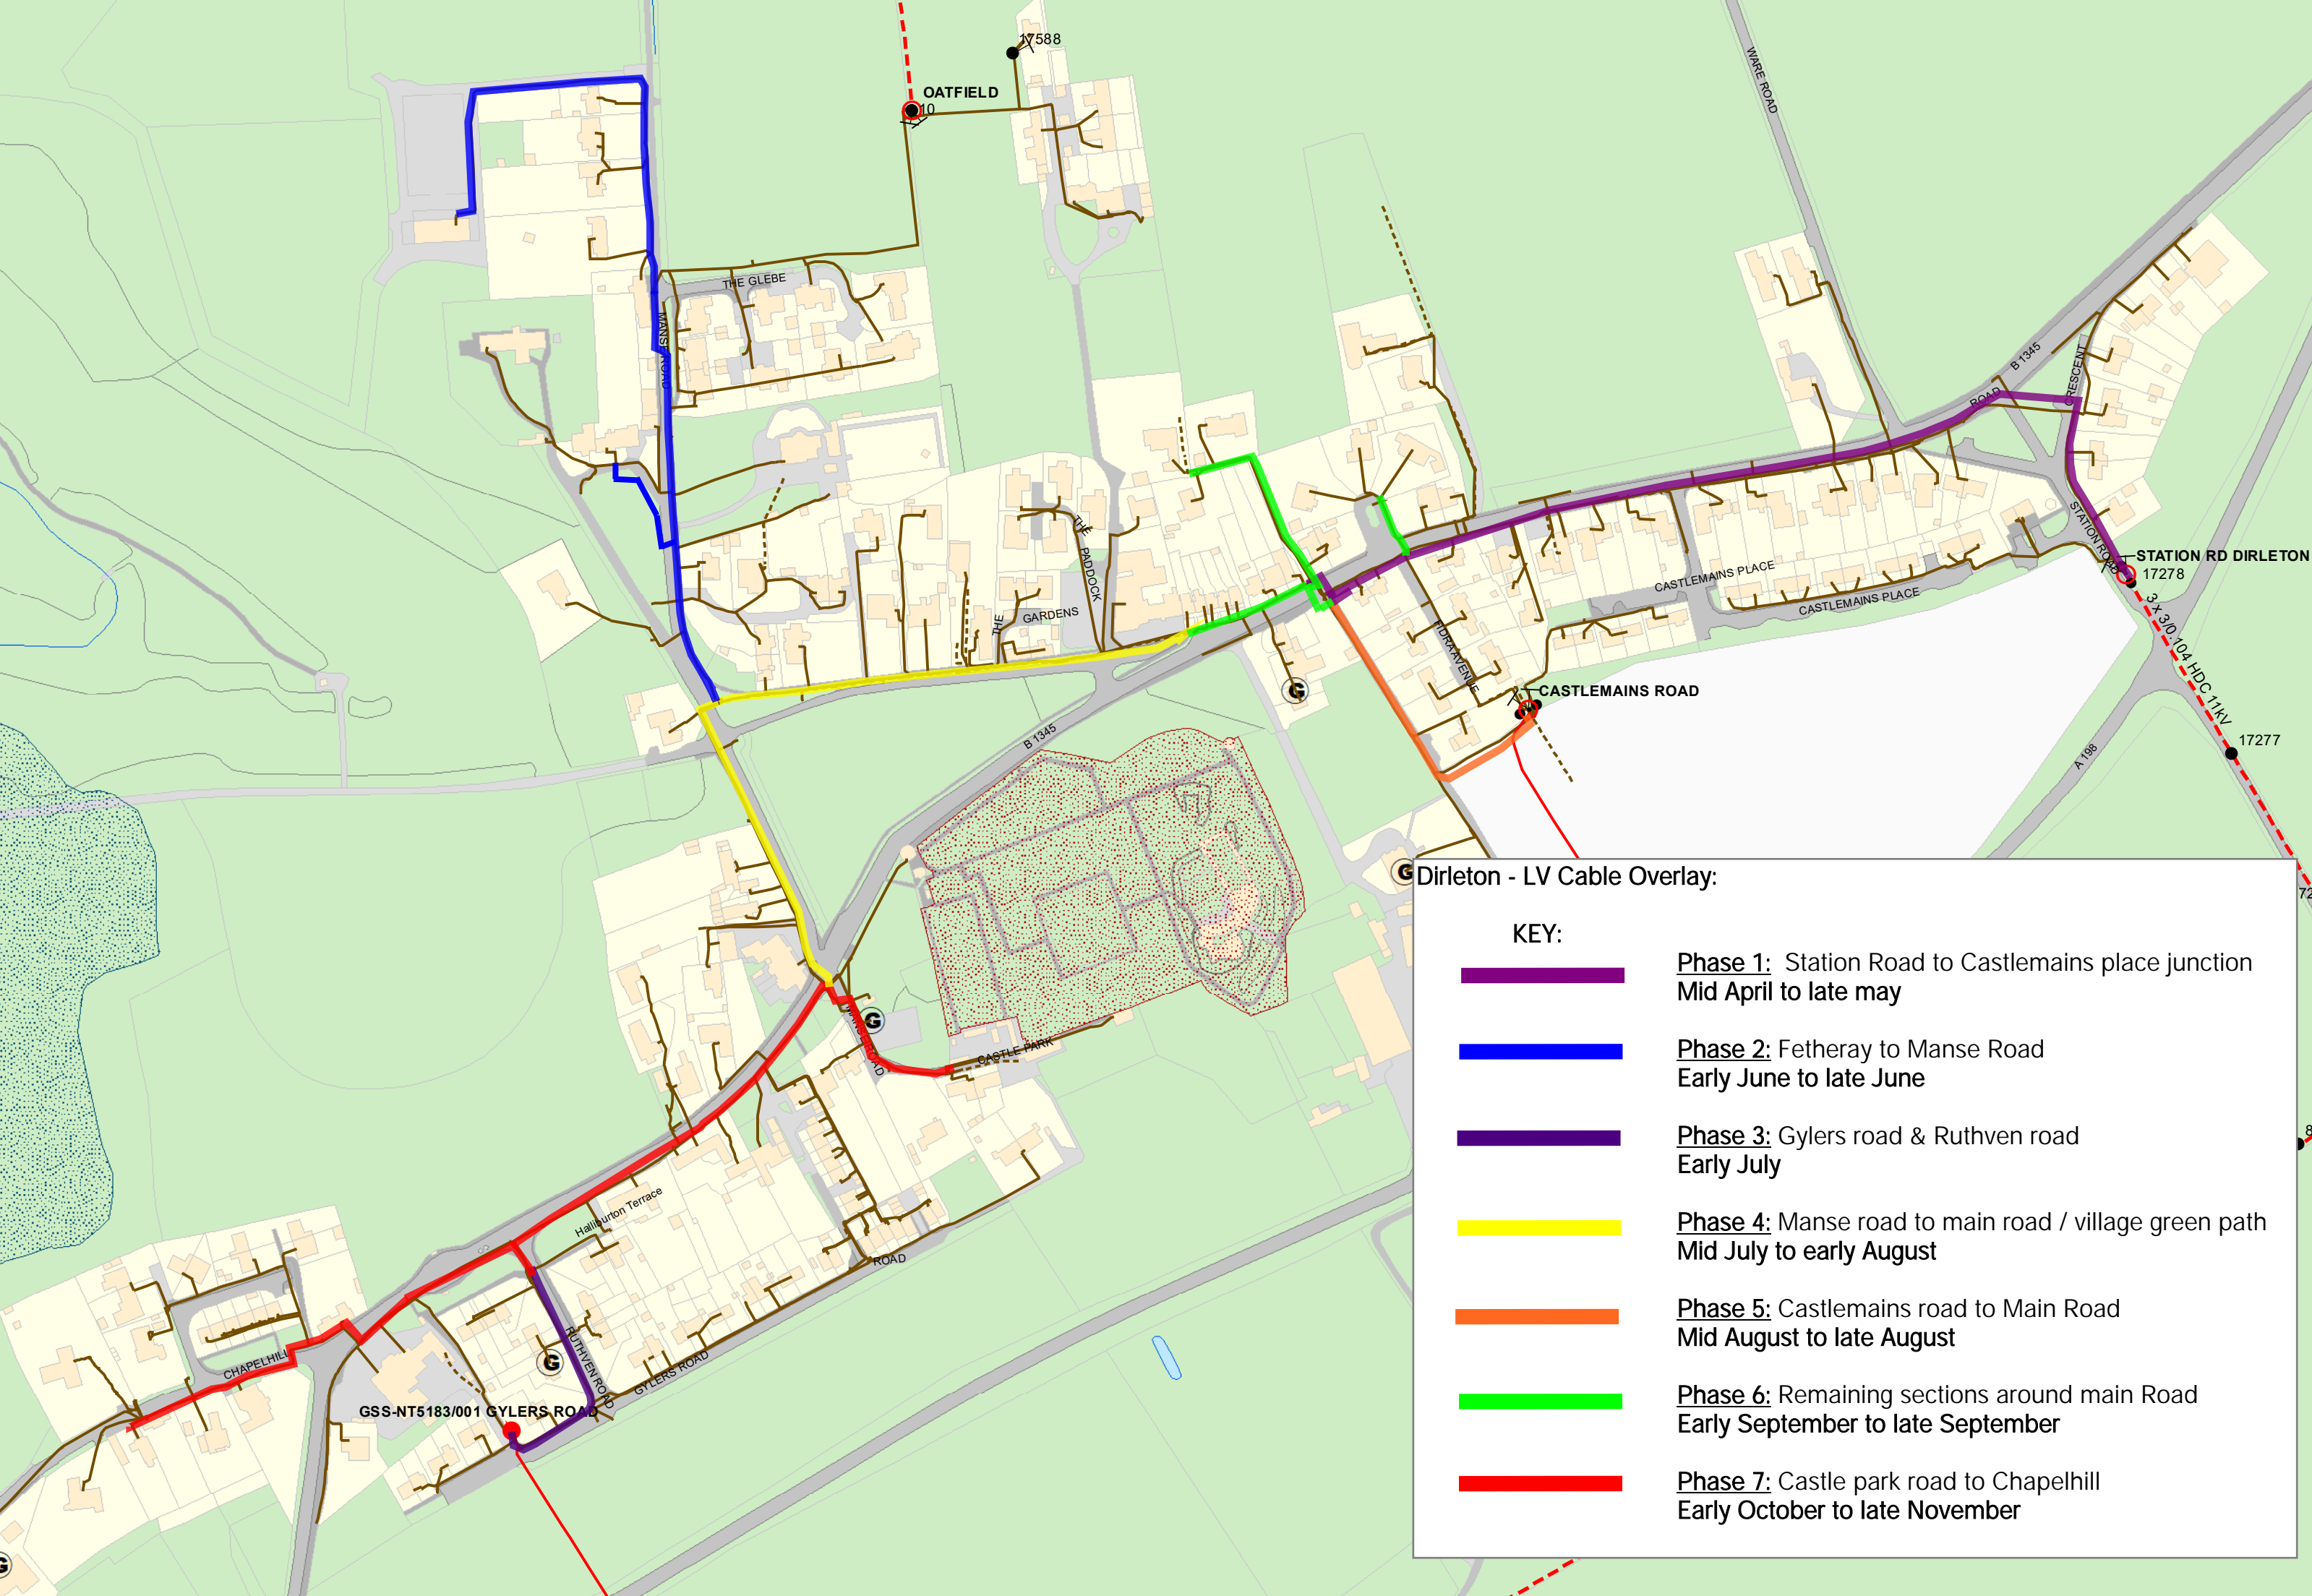 17588
OATFIELD
10
WARE ROAD
THE GLEBE
MANSE ROAD
B 1345
ROAD
CRESCENT
THE PADDOCK
STATION ROAD
STATION RD DIRLETON
17278
CASTLEMAINS PLACE
CASTLEMAINS PLACE
THE GARDENS
3 x 3/0.104 HDC 11kV
FIDRA AVENUE
G
CASTLEMAINS ROAD
B 1345
17277
A 198
G
Dirleton - LV Cable Overlay:
KEY:
Phase 1: Station Road to Castlemains place junction
Mid April to late may
Phase 2: Fetheray to Manse Road
Early June to late June
Phase 3: Gylers road & Ruthven road
Early July
Phase 4: Manse road to main road / village green path
Mid July to early August
Phase 5: Castlemains road to Main Road
Mid August to late August
Phase 6: Remaining sections around main Road
Early September to late September
Phase 7: Castle park road to Chapelhill
Early October to late November
72
8
G
MANSE ROAD
CASTLE PARK
Halliburton Terrace
ROAD
CHAPELHILL
RUTHVEN ROAD
G
GYLERS ROAD
GSS-NT5183/001 GYLERS ROAD
G